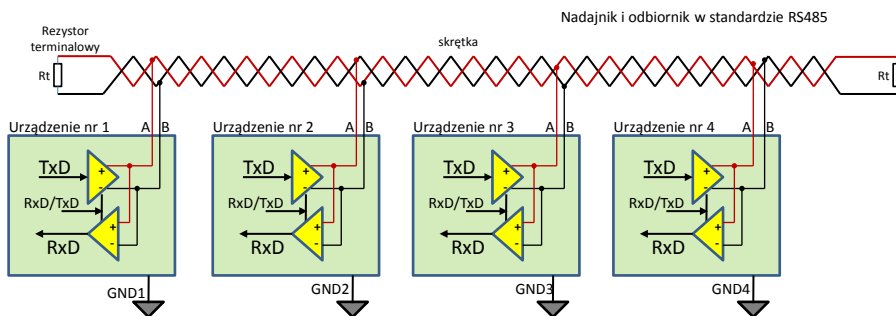 Nadajnik i odbiornik w standardzie RS485
Rezystor
terminalowy
skrętka
Rt
Rt
Urządzenie nr 1
A
B
Urządzenie nr 2
A
B
Urządzenie nr 3
A
B
Urządzenie nr 4
A
B
TxD
+
-
RxD/TxD
+
-
RxD
TxD
+
-
RxD/TxD
+
-
RxD
TxD
+
-
RxD/TxD
+
-
RxD
TxD
+
-
RxD/TxD
+
-
RxD
GND1
GND2
GND3
GND4